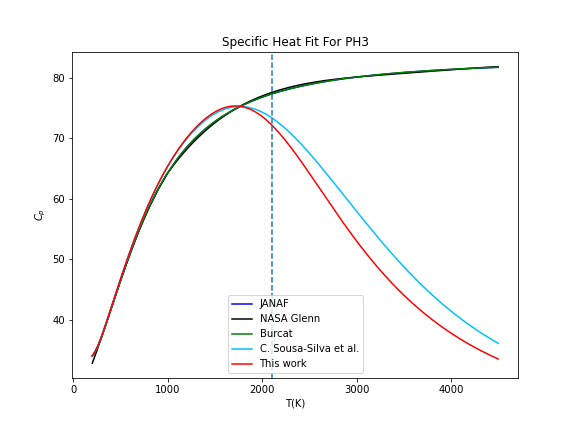 Specific Heat Fit For PH3
80
70
60
50
40
C_p
0
1000
2000
3000
4000
T(K)
JANAF
NASA Glenn
Burcat
C. Sousa-Silva et al.
This work